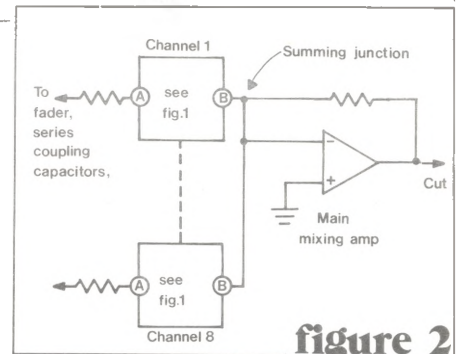 Channel 1
Summing junction
To
fader,
series
coupling
capacitors,
A
see
fig.1
B
-
+
Cut
Main
mixing amp
A
see
fig.1
B
Channel 8
figure 2